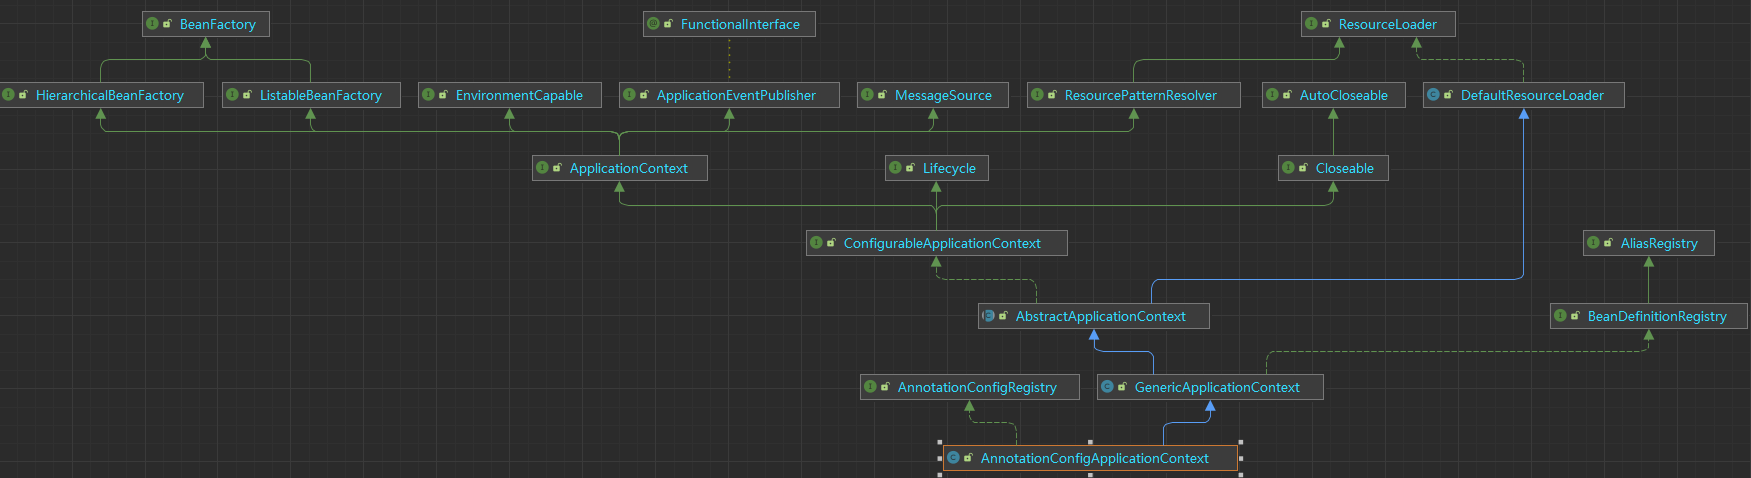 BeanFactory
FunctionalInterface
ResourceLoader
HierarchicalBeanFactory
ListableBeanFactory
EnvironmentCapable
ApplicationEventPublisher
MessageSource
ResourcePatternResolver
AutoCloseable
DefaultResourceLoader
ApplicationContext
Lifecycle
Closeable
ConfigurableApplicationContext
AliasRegistry
AbstractApplicationContext
BeanDefinitionRegistry
AnnotationConfigRegistry
GenericApplicationContext
AnnotationConfigApplicationContext